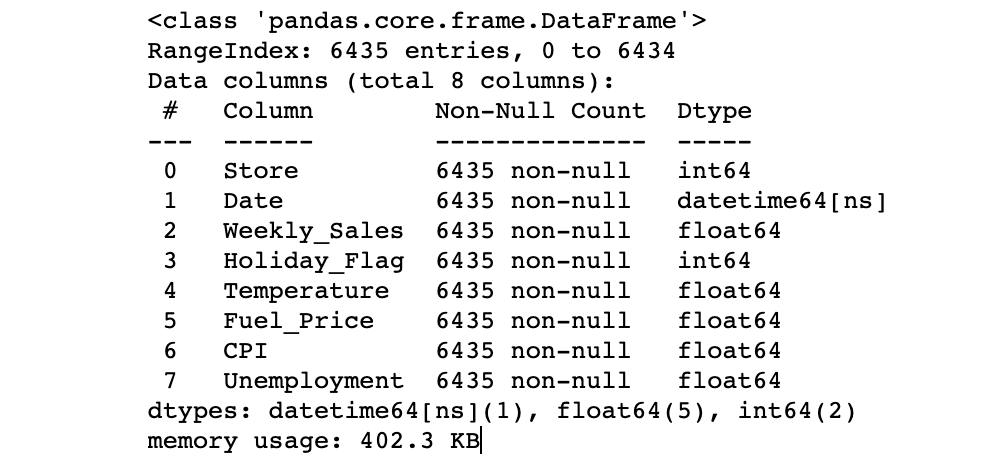 <class 'pandas.core.frame.DataFrame'>
RangeIndex: 6435 entries, 0 to 6434
Data columns (total 8 columns):
 #   Column        Non-Null Count  Dtype
---  ------        --------------  -----
 0   Store         6435 non-null   int64
 1   Date          6435 non-null   datetime64[ns]
 2   Weekly_Sales  6435 non-null   float64
 3   Holiday_Flag  6435 non-null   int64
 4   Temperature   6435 non-null   float64
 5   Fuel_Price    6435 non-null   float64
 6   CPI           6435 non-null   float64
 7   Unemployment  6435 non-null   float64
dtypes: datetime64[ns](1), float64(5), int64(2)
memory usage: 402.3 KB